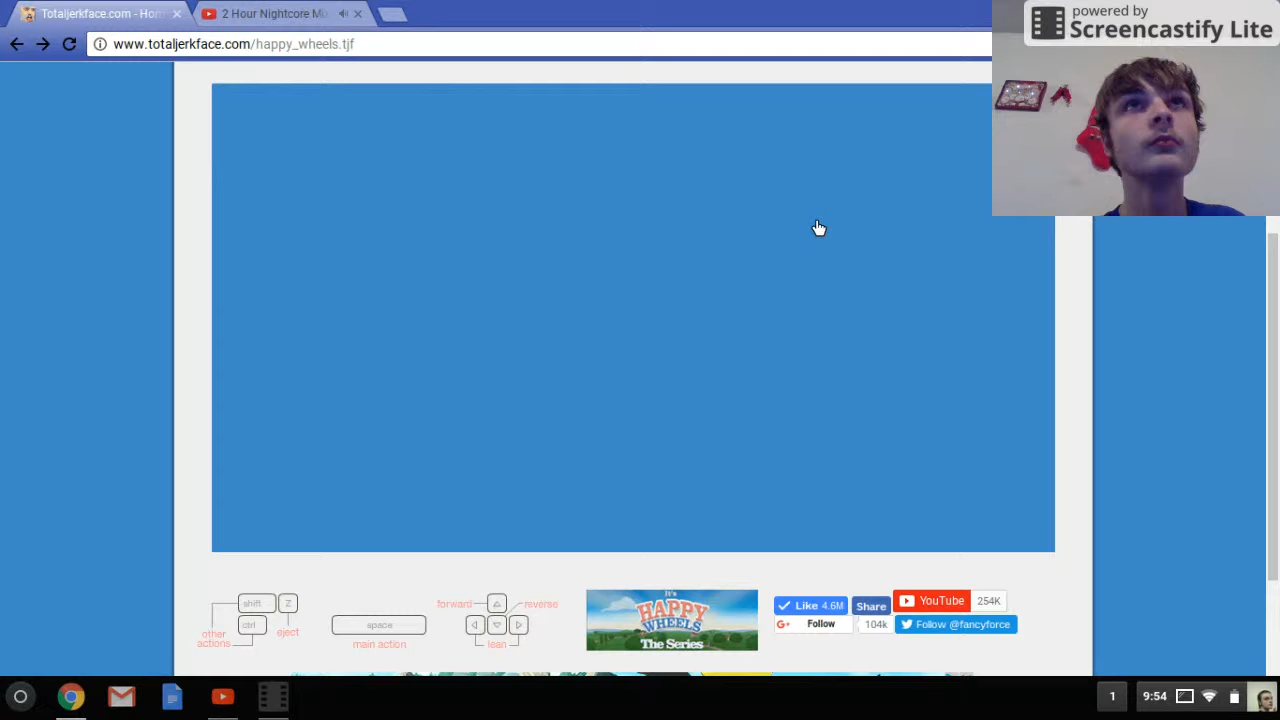 Totaljerkface.com - Hom
2 Hour Nightcore Mi
powered by
Screencastify Lite
www.totaljerkface.com/happy_wheels.tjf
shift Z
ctrl
other
actions
eject
space
main action
forward
reverse
lean
It's
HAPPY
WHEELS
The Series
Like 4.6M
Share
YouTube 254K
Follow 104k
Follow @fancyforce
1
9:54